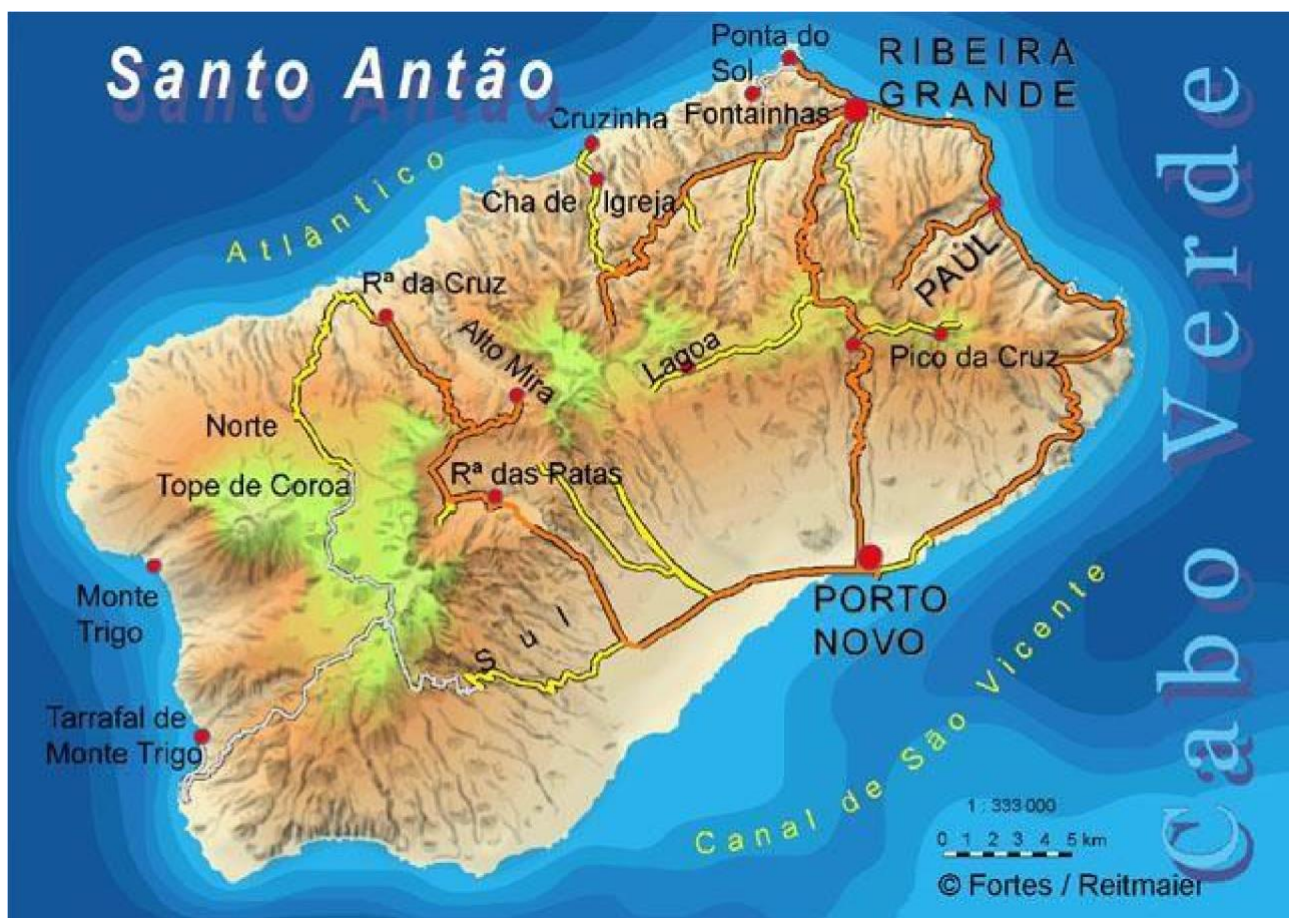 Santo Antão
Ponta do
Sol
RIBEIRA
GRANDE
Fontainhas
Cruzinha
Cha de Igreja
Atlântico
PAÚL
Rª da Cruz
Alto Mira
Lagoa
Pico da Cruz
Norte
Tope de Coroa
Rª das Patas
Monte
Trigo
Sul
PORTO
NOVO
Tarrafal de
Monte Trigo
Canal de São Vicente
Cabo Verde
1 : 333 000
0 1 2 3 4 5 km
© Fortes / Reitmaier